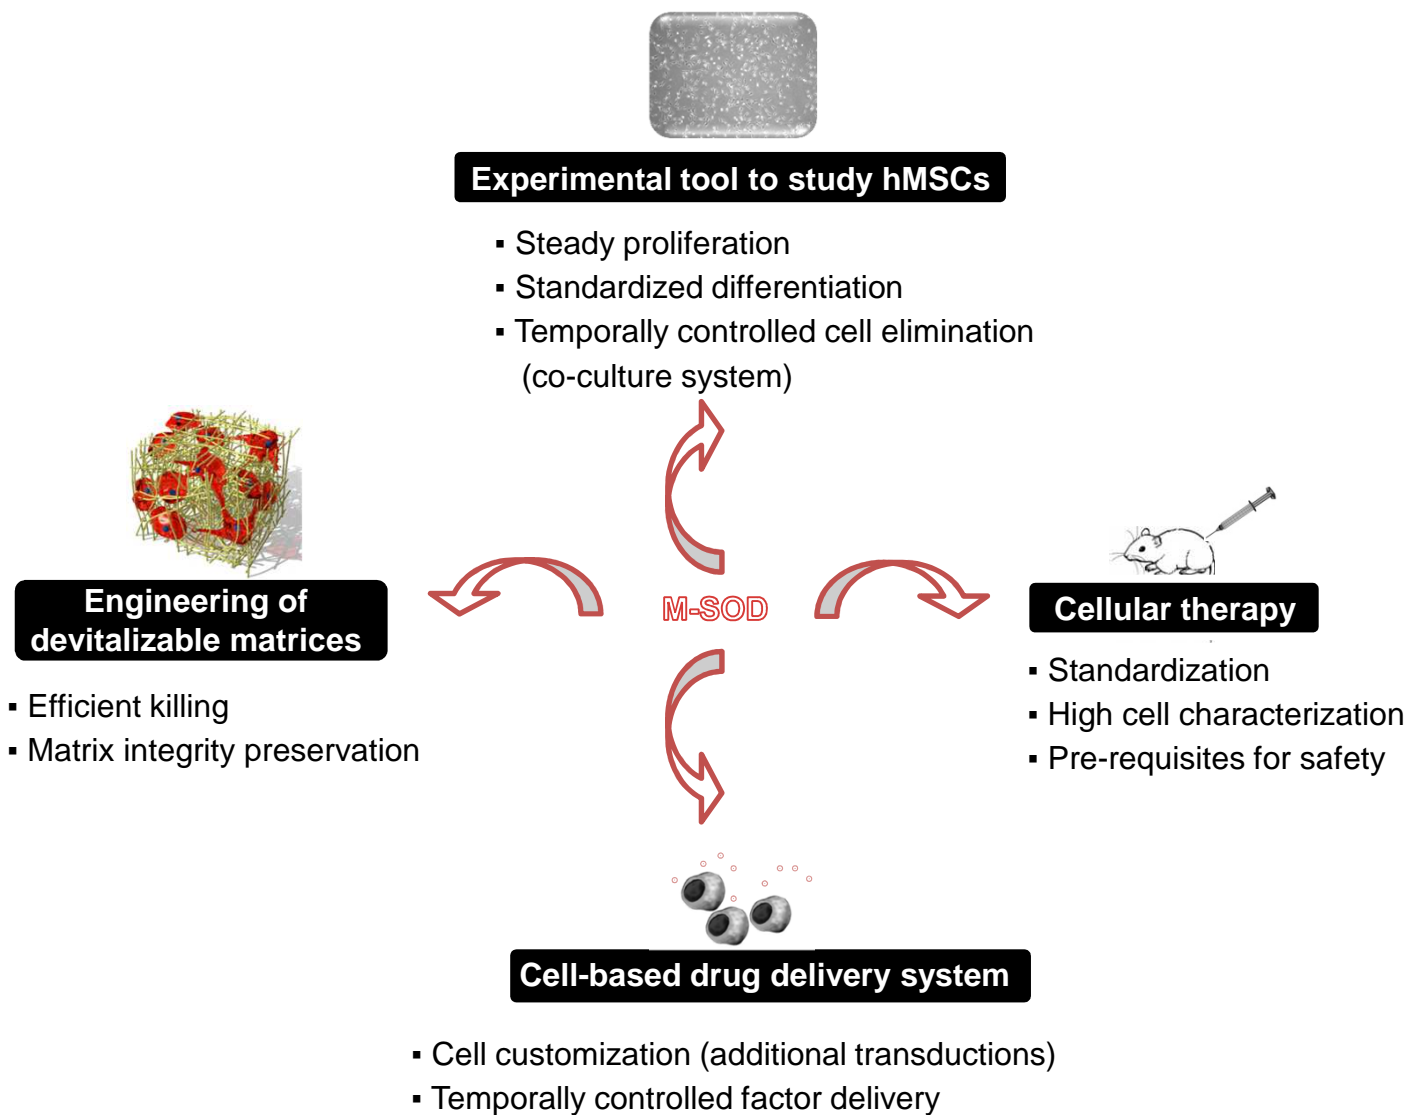 Experimental tool to study hMSCs
▪ Steady proliferation
▪ Standardized differentiation
▪ Temporally controlled cell elimination
(co-culture system)
Engineering of
devitalizable matrices
▪ Efficient killing
▪ Matrix integrity preservation
M-SOD
Cellular therapy
▪ Standardization
▪ High cell characterization
▪ Pre-requisites for safety
Cell-based drug delivery system
▪ Cell customization (additional transductions)
▪ Temporally controlled factor delivery